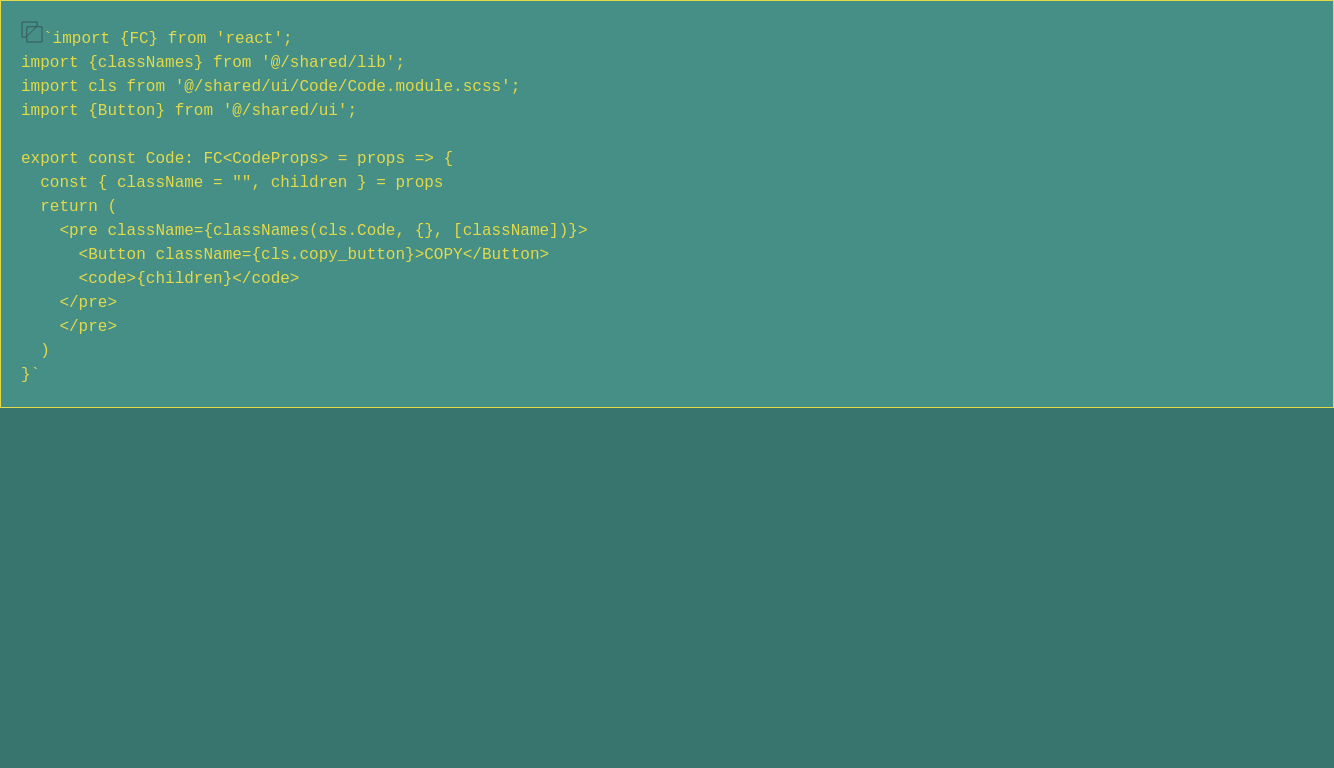 `import {FC} from 'react';
import {classNames} from '@/shared/lib';
import cls from '@/shared/ui/Code/Code.module.scss';
import {Button} from '@/shared/ui';

export const Code: FC<CodeProps> = props => {
  const { className = "", children } = props
  return (
    <pre className={classNames(cls.Code, {}, [className])}>
      <Button className={cls.copy_button}>COPY</Button>
      <code>{children}</code>
    </pre>
    </pre>
  )
}`